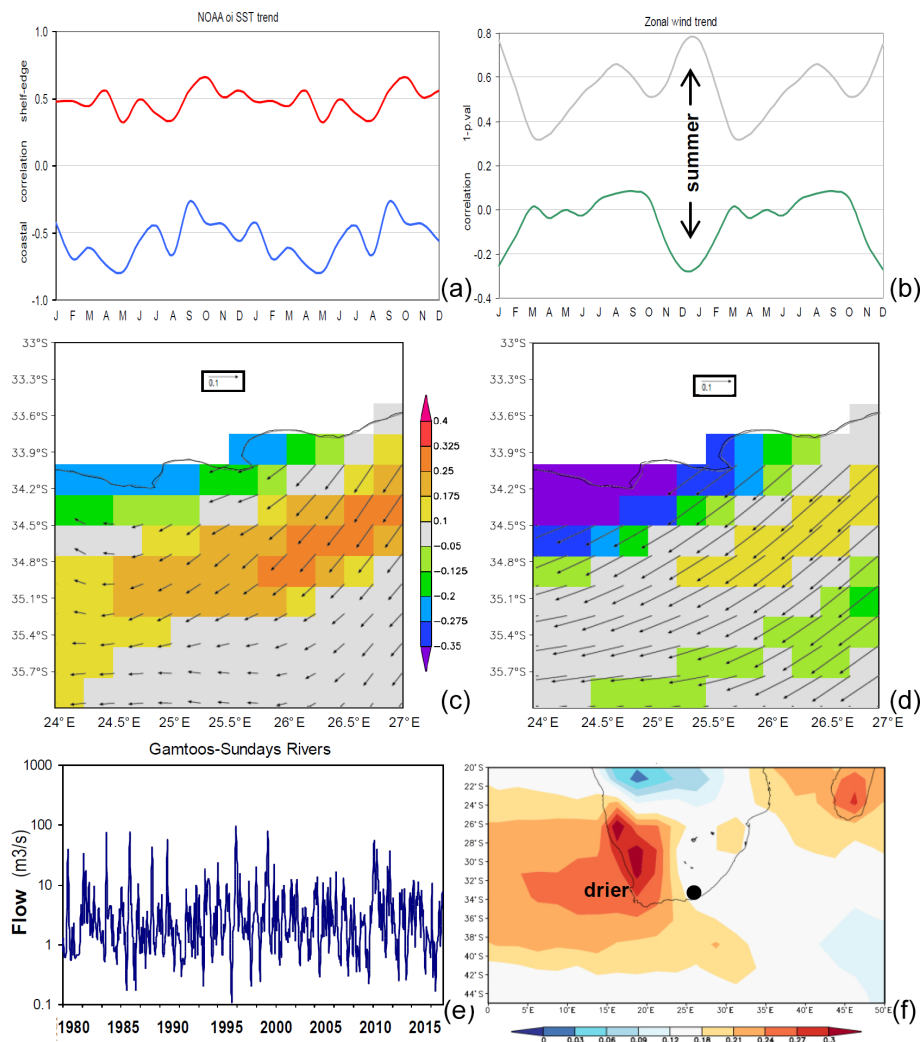 NOAA oi SST trend
1.0
0.5
0.0
-0.5
-1.0
coastal correlation shelf-edge
J F M A M J J A S O N D J F M A M J J A S O N D
(a)
Zonal wind trend
0.8
0.6
0.4
0.2
0.0
-0.2
-0.4
correlation 1-p.val
summer
J F M A M J J A S O N D J F M A M J J A S O N D
(b)
33°S
33.3°S
33.6°S
33.9°S
34.2°S
34.5°S
34.8°S
35.1°S
35.4°S
35.7°S
0.1
24°E 24.5°E 25°E 25.5°E 26°E 26.5°E 27°E
(c)
0.4
0.325
0.25
0.175
0.1
−0.05
−0.125
−0.2
−0.275
−0.35
33°S
33.3°S
33.6°S
33.9°S
34.2°S
34.5°S
34.8°S
35.1°S
35.4°S
35.7°S
0.1
24°E 24.5°E 25°E 25.5°E 26°E 26.5°E 27°E
(d)
Gamtoos-Sundays Rivers
1000
100
10
1
0.1
Flow (m3/s)
1980 1985 1990 1995 2000 2005 2010 2015
(e)
20°S
22°S
24°S
26°S
28°S
30°S
32°S
34°S
36°S
38°S
40°S
42°S
44°S
drier
0 5°E 10°E 15°E 20°E 25°E 30°E 35°E 40°E 45°E 50°E
(f)
0 0.03 0.06 0.09 0.12 0.15 0.18 0.21 0.24 0.27 0.3